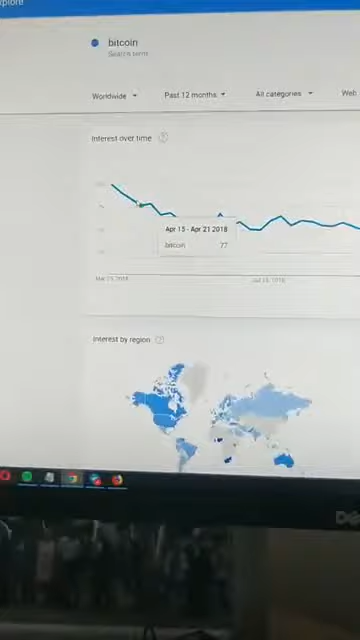 bitcoin
Search term
Worldwide
Past 12 months
All categories
Web
Interest over time
Apr 15 - Apr 21 2018
bitcoin 77
Interest by region